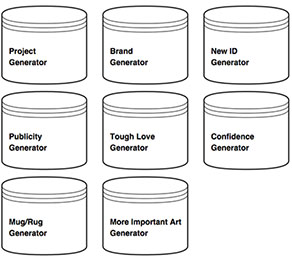 Project
Generator
Brand
Generator
New ID
Generator
Publicity
Generator
Tough Love
Generator
Confidence
Generator
Mug/Rug
Generator
More Important Art
Generator